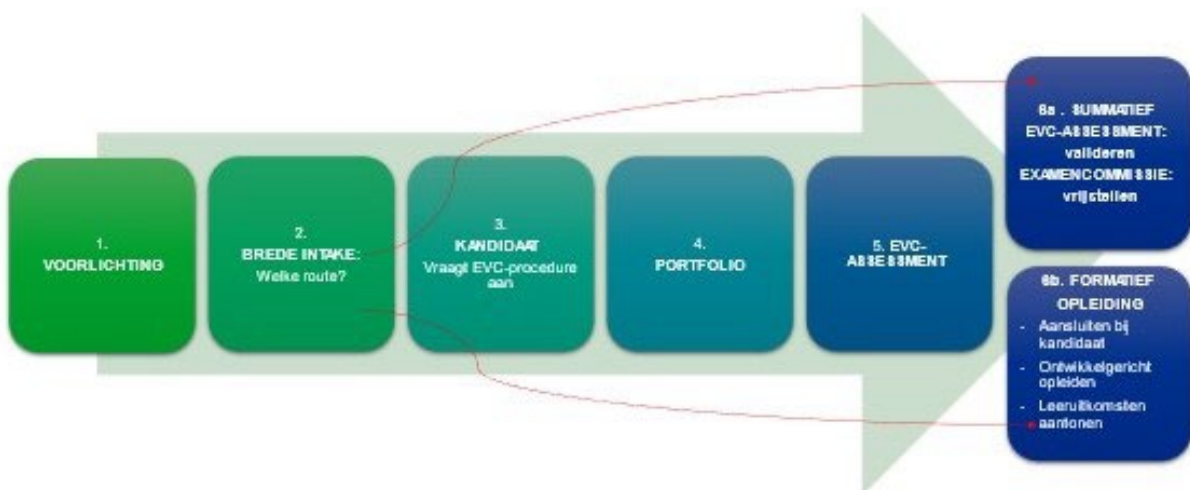 1.
VOORLICHTING
2.
BREDE INTAKE:
Welke route?
3.
KANDIDAAT
Vraagt EVC-procedure
aan
4.
PORTFOLIO
5. EVC-
ASSESSMENT
6a . SUMMATIEF
EVC-ASSESSMENT:
valideren
EXAMENCOMMISSIE:
vrijstellen
6b. FORMATIEF
OPLEIDING
- Aansluiten bij
kandidaat
- Ontwikkelgericht
opleiden
- Leeruitkomsten
aantonen